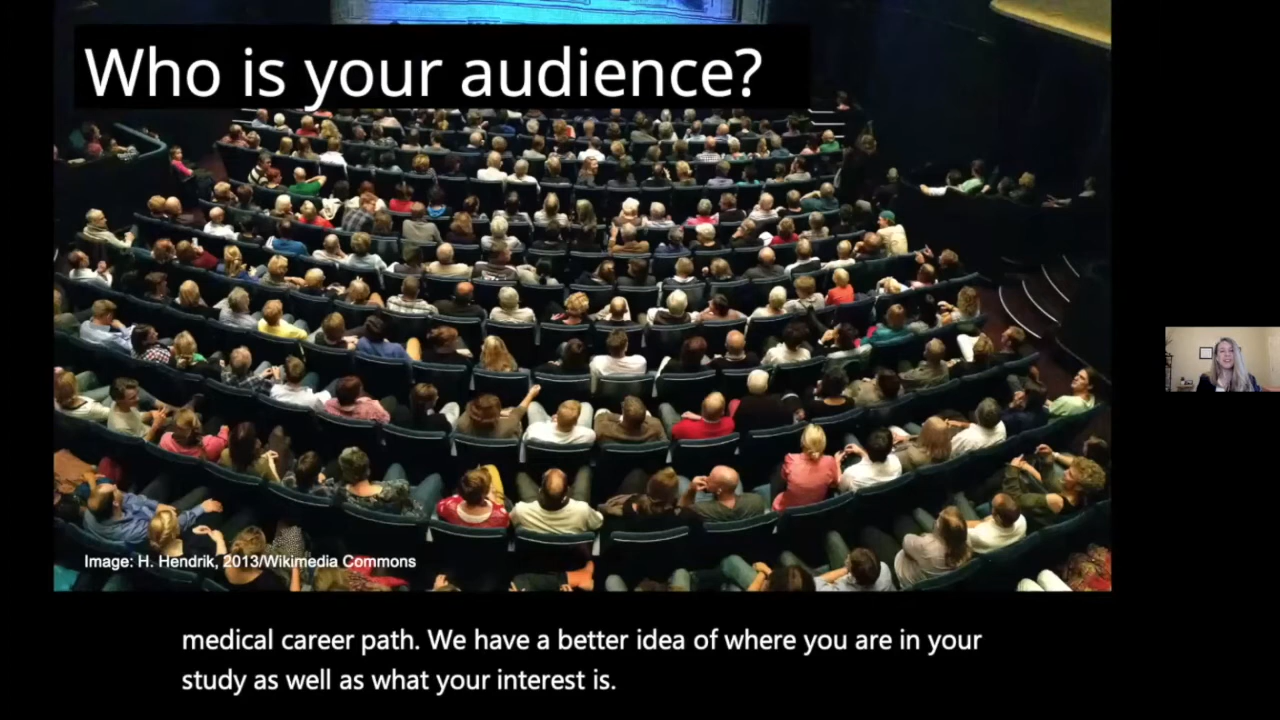 Who is your audience?
Image: H. Hendrik, 2013/Wikimedia Commons
medical career path. We have a better idea of where you are in your
study as well as what your interest is.